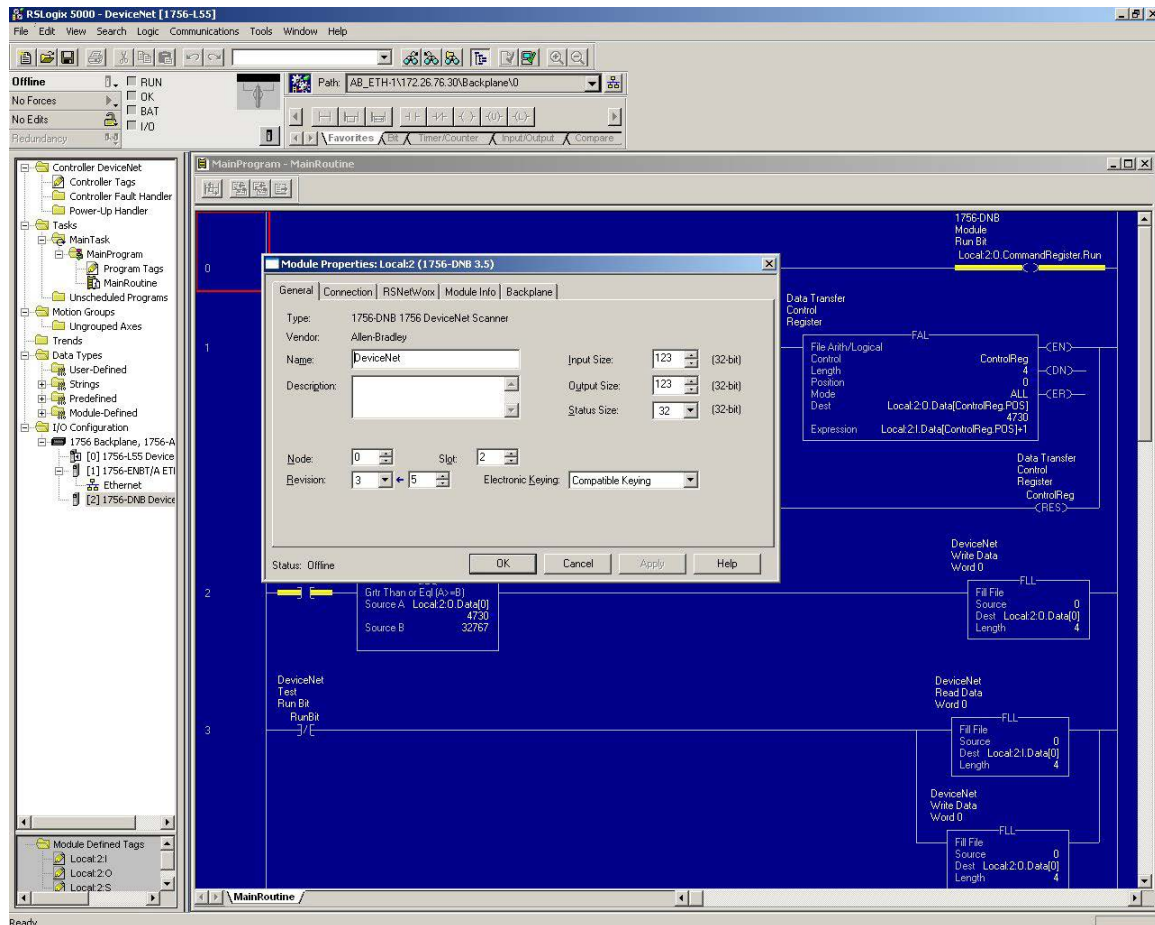 RSLogix 5000 - DeviceNet [1756-L55]
File Edit View Search Logic Communications Tools Window Help
Offline
RUN
Path: AB_ETH-1\172.26.76.30\Backplane\0
No Forces
OK
No Edits
BAT
Redundancy
I/O
Favorites Bit Timer/Counter Input/Output Compare
Controller DeviceNet
Controller Tags
Controller Fault Handler
Power-Up Handler
Tasks
MainTask
MainProgram
Program Tags
MainRoutine
Unscheduled Programs
Motion Groups
Ungrouped Axes
Trends
Data Types
User-Defined
Strings
Predefined
Module-Defined
I/O Configuration
1756 Backplane, 1756-A
[0] 1756-L55 Device
[1] 1756-ENBT/A ETI
Ethernet
[2] 1756-DNB Device
Module Defined Tags
Local:2:I
Local:2:O
Local:2:S
MainProgram - MainRoutine
1756-DNB
Module
Run Bit
Local:2:O.CommandRegister.Run
0
Module Properties: Local:2 (1756-DNB 3.5)
General Connection RSNetWorx Module Info Backplane
Type: 1756-DNB 1756 DeviceNet Scanner
Vendor: Allen-Bradley
Name: DeviceNet
Input Size: 123 (32-bit)
Description:
Output Size: 123 (32-bit)
Status Size: 32 (32-bit)
Node: 0 Slot: 2
Revision: 3 5 Electronic Keying: Compatible Keying
Status: Offline
OK Cancel Apply Help
Data Transfer
Control
Register
1
FAL
File Arith/Logical
Control ControlReg
Length 4
Position 0
Mode ALL
Dest Local:2:O.Data[ControlReg.POS]
4730
Expression Local:2:I.Data[ControlReg.POS]+1
EN
DN
ER
Data Transfer
Control
Register
ControlReg
RES
2
Grtr Than or Eql (A>=B)
Source A Local:2:O.Data[0]
4730
Source B 32767
DeviceNet
Write Data
Word 0
FLL
Fill File
Source 0
Dest Local:2:O.Data[0]
Length 4
DeviceNet
Test
Run Bit
RunBit
3
DeviceNet
Read Data
Word 0
FLL
Fill File
Source 0
Dest Local:2:I.Data[0]
Length 4
DeviceNet
Write Data
Word 0
FLL
Fill File
Source 0
Dest Local:2:O.Data[0]
Length 4
MainRoutine
Ready